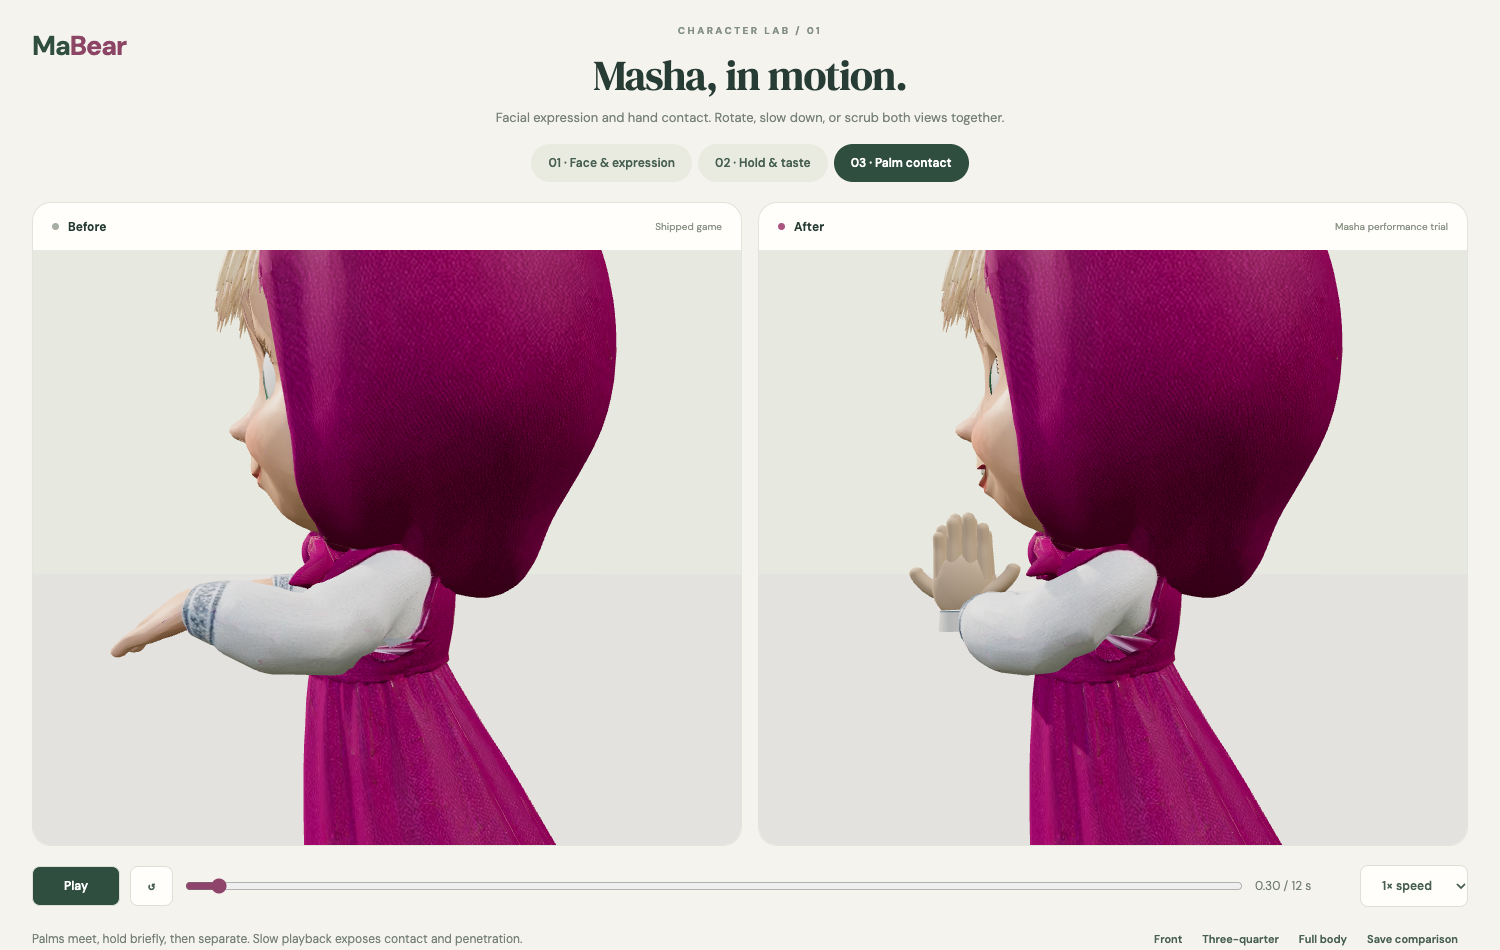 MaBear
CHARACTER LAB / 01
Masha, in motion.
Facial expression and hand contact. Rotate, slow down, or scrub both views together.
01 · Face & expression
02 · Hold & taste
03 · Palm contact
Before
Shipped game
After
Masha performance trial
Play
↺
0.30 / 12 s
1× speed
Palms meet, hold briefly, then separate. Slow playback exposes contact and penetration.
Front
Three-quarter
Full body
Save comparison